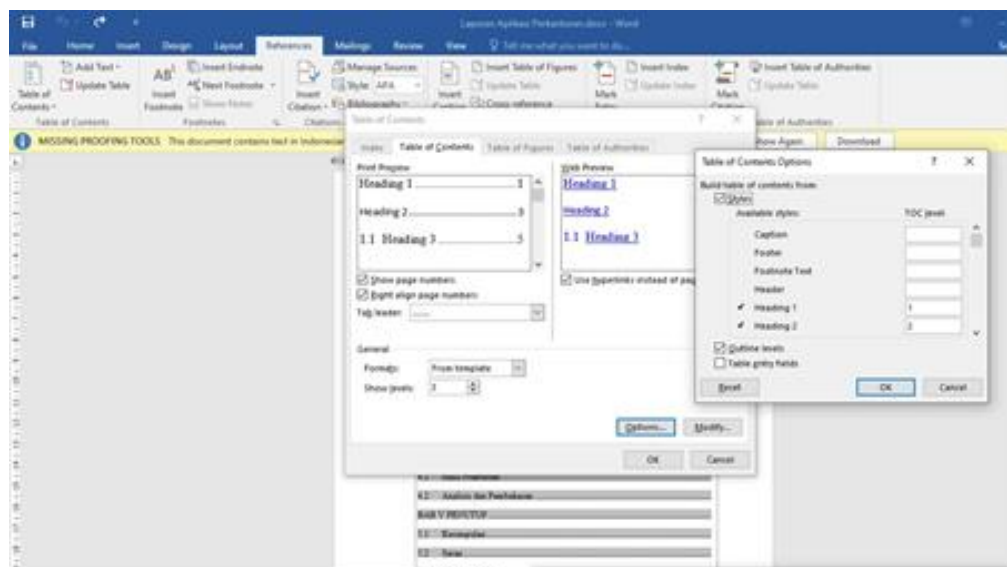 Laporan Aplikasi Perkantoran.docx - Word
File Home Insert Design Layout References Mailings Review View Tell me what you want to do...
Table of Contents
Add Text
Update Table
AB
Insert Footnote
Insert Endnote
Next Footnote
Show Notes
Insert Citation
Manage Sources
Style: APA
Bibliography
Insert Caption
Insert Table of Figures
Update Table
Cross-reference
Mark
Insert Index
Update Index
Mark
Insert Table of Authorities
Update Table
Table of Contents
Footnotes
MISSING PROOFING TOOLS This document contains text in Indonesian
Show Again
Download
Table of Contents
Index Table of Contents Table of Figures Table of Authorities
Print Preview
Heading 1 1
Heading 2 3
1.1 Heading 3 5
Web Preview
Heading 1
Heading 2
1.1 Heading 3
Show page numbers
Right align page numbers
Tab leader:
Use hyperlinks instead of pag
General
Formats: From template
Show levels: 3
Options...
Modify...
OK
Cancel
Table of Contents Options ? ×
Build table of contents from:
Styles
Available styles: TOC level:
Caption
Footer
Footnote Text
Header
Heading 1 1
Heading 2 2
Outline levels
Table entry fields
Reset
OK
Cancel
4.2 Analisis dan Pembahasan
BAB V PENUTUP
5.1 Kesimpulan
5.2 Saran